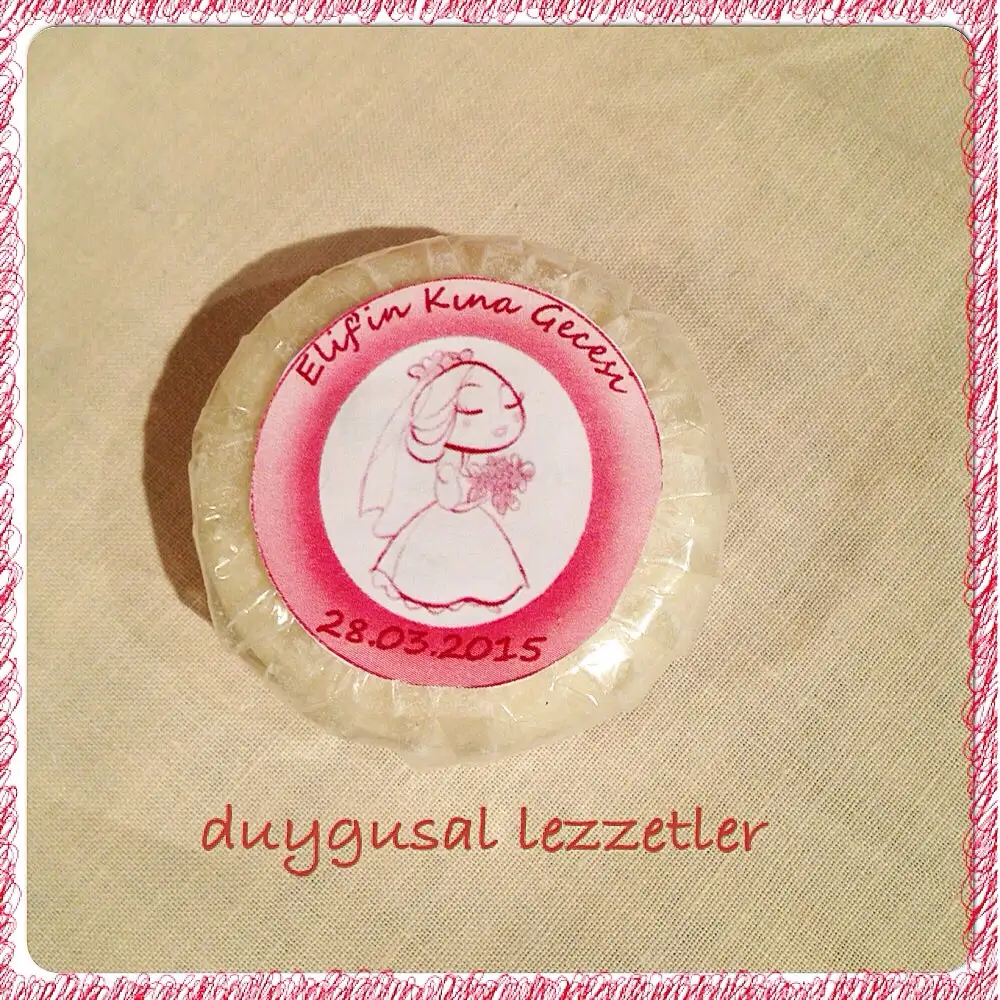 Elif'in Kına Gecesi
28.03.2015
duygusal lezzetler